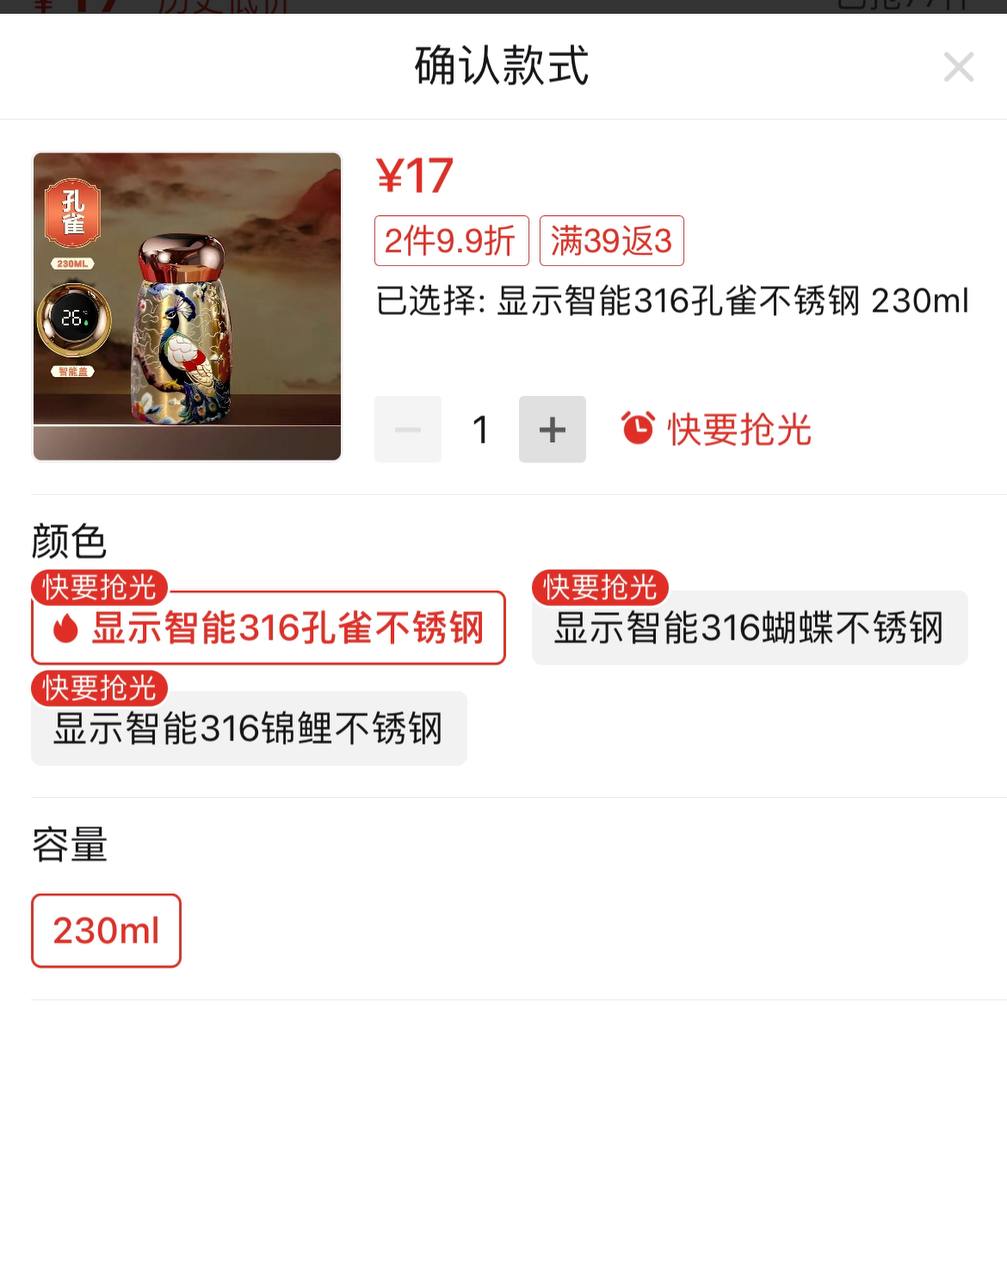 确认款式
孔雀
230ML
26°
智能盖
¥17
2件9.9折 满39返3
已选择: 显示智能316孔雀不锈钢 230ml
1
快要抢光
颜色
快要抢光
显示智能316孔雀不锈钢
快要抢光
显示智能316蝴蝶不锈钢
快要抢光
显示智能316锦鲤不锈钢
容量
230ml